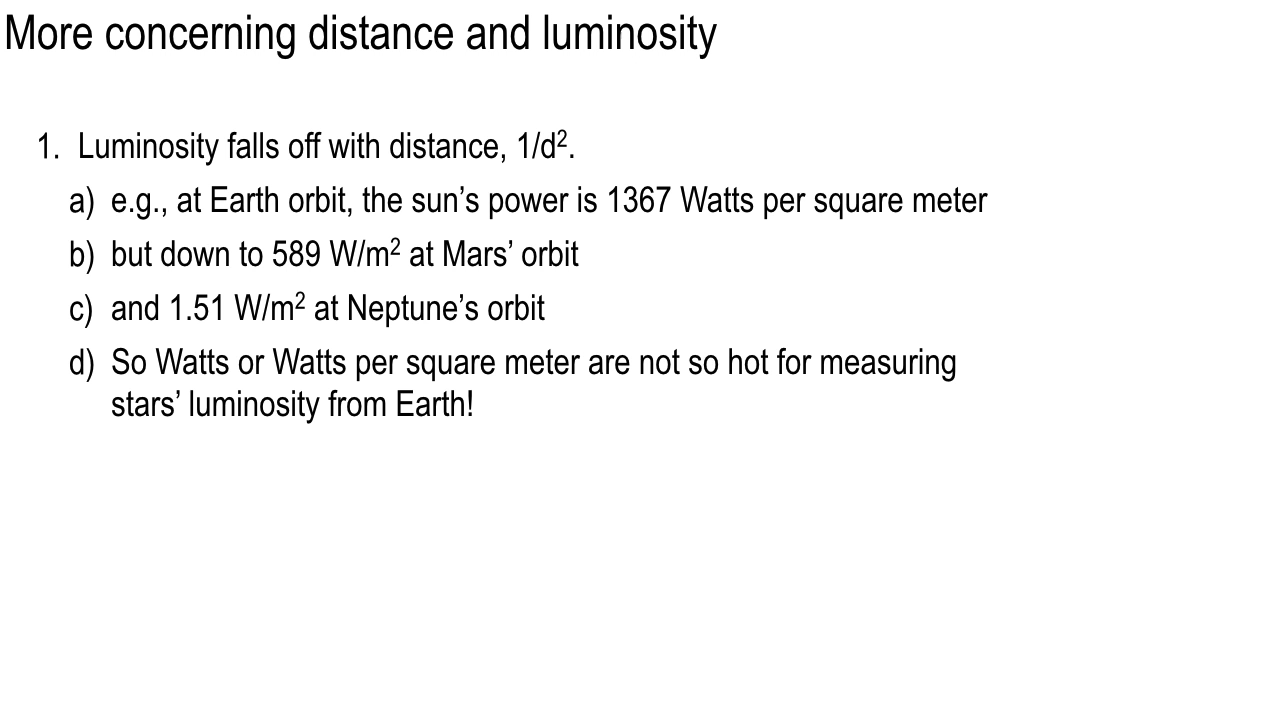 More concerning distance and luminosity
1. Luminosity falls off with distance, 1/d².
a) e.g., at Earth orbit, the sun’s power is 1367 Watts per square meter
b) but down to 589 W/m² at Mars’ orbit
c) and 1.51 W/m² at Neptune’s orbit
d) So Watts or Watts per square meter are not so hot for measuring
stars’ luminosity from Earth!